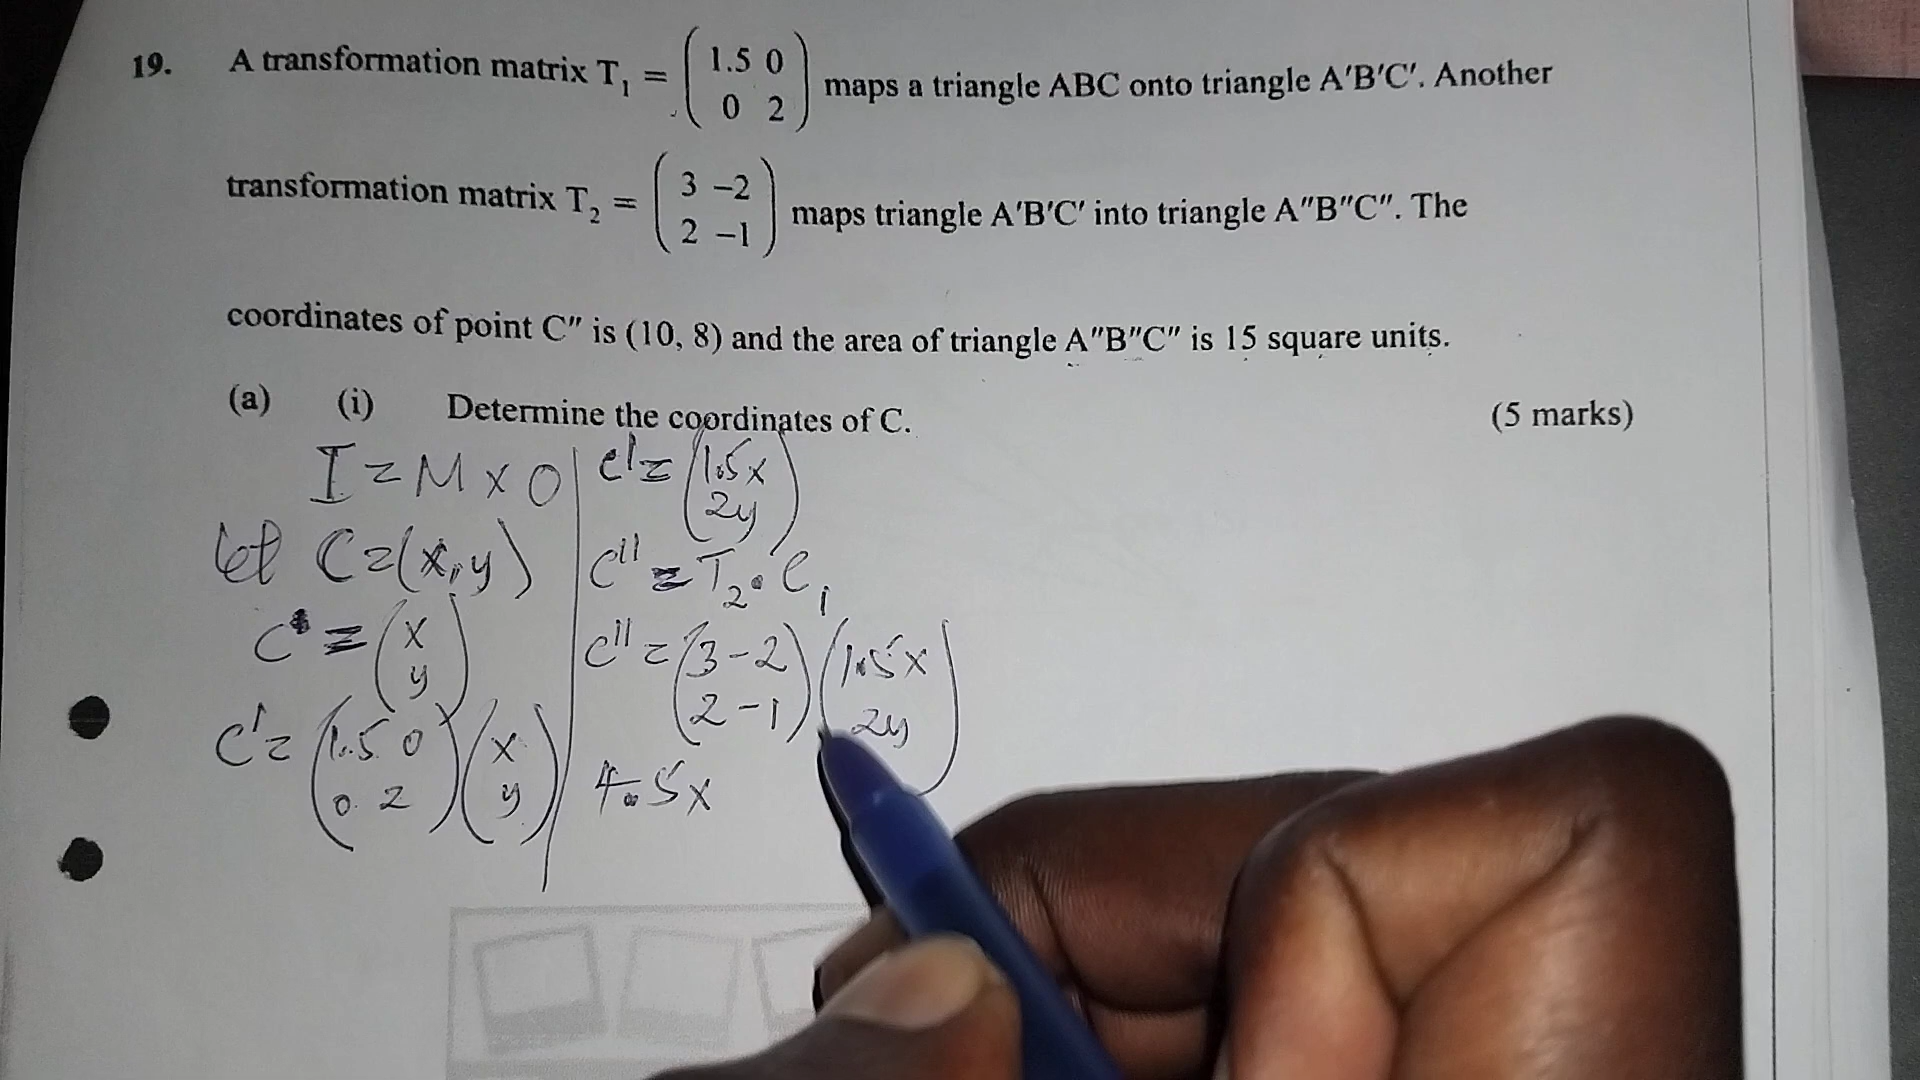 19. A transformation matrix T₁ = (1.5 0
0 2) maps a triangle ABC onto triangle A′B′C′. Another
transformation matrix T₂ = (3 −2
2 −1) maps triangle A′B′C′ into triangle A″B″C″. The
coordinates of point C″ is (10, 8) and the area of triangle A″B″C″ is 15 square units.
(a) (i) Determine the coordinates of C. (5 marks)
I = M × O
let C = (x, y)
C = (x
y)
C' = (1.5 0
0 2) (x
y)
C' = (1.5x
2y)
C'' = T₂ . C₁
C'' = (3 -2
2 -1) (1.5x
2y)
4.5x